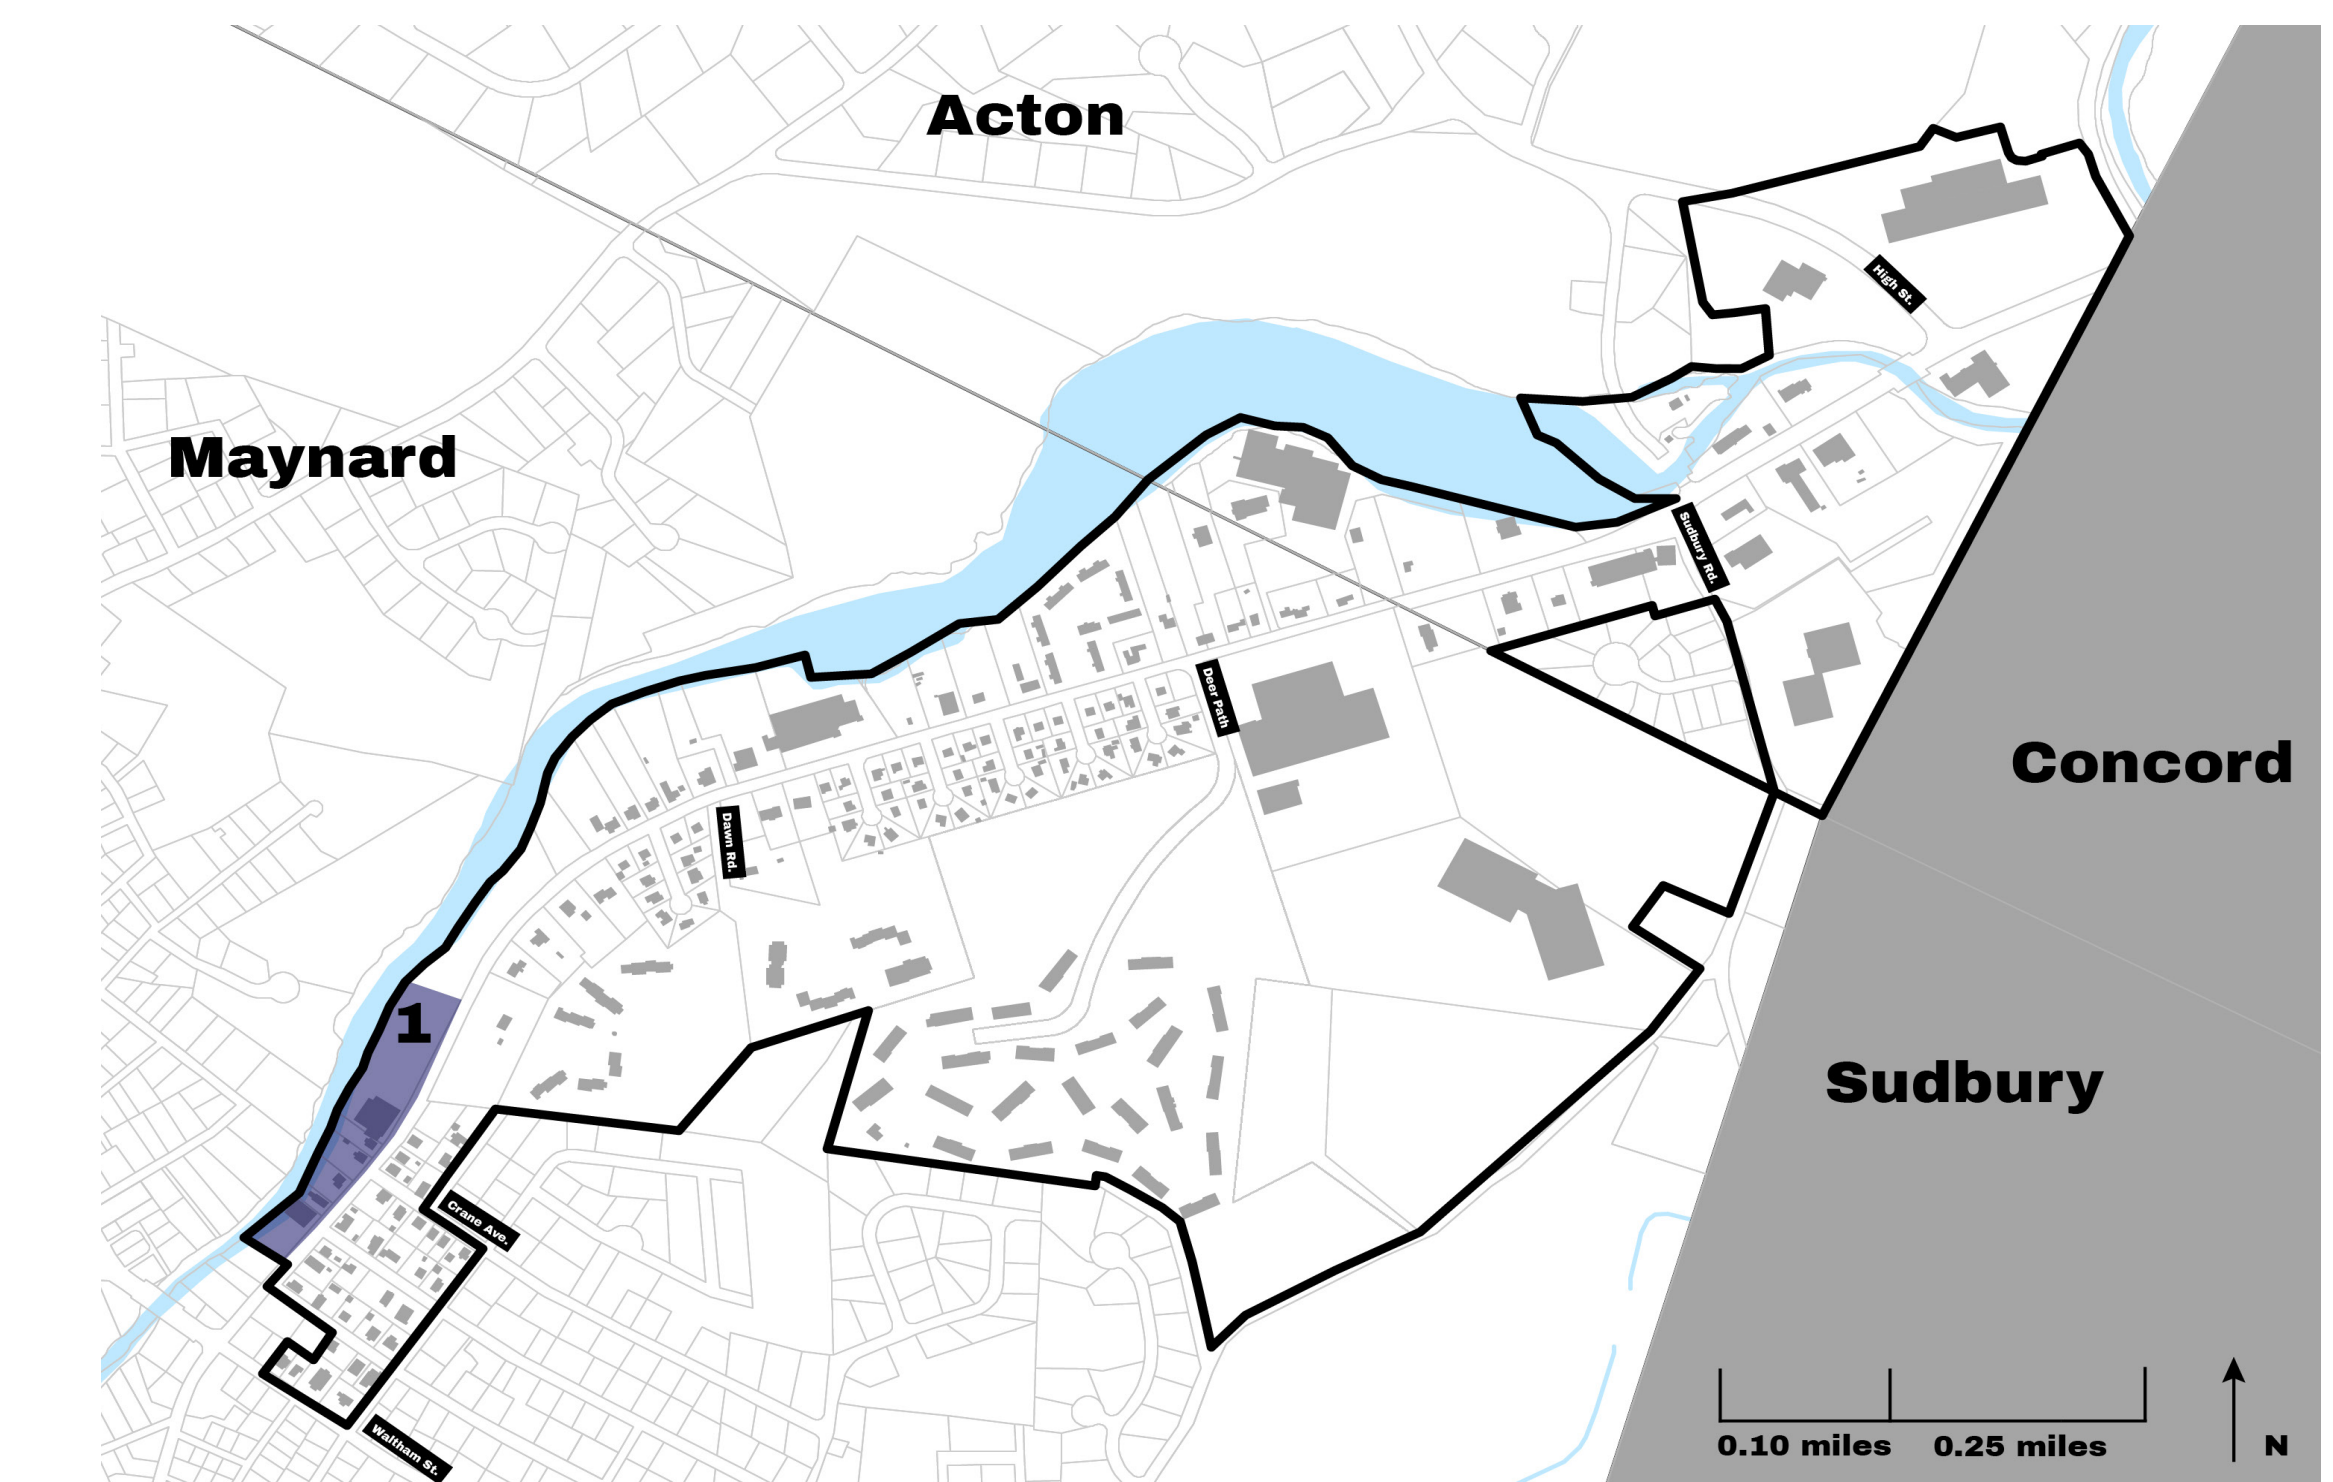 Acton
Maynard
High St.
Sudbury Rd.
Deer Path
Concord
Dawn Rd.
1
Sudbury
Crane Ave.
Waltham St.
0.10 miles
0.25 miles
N